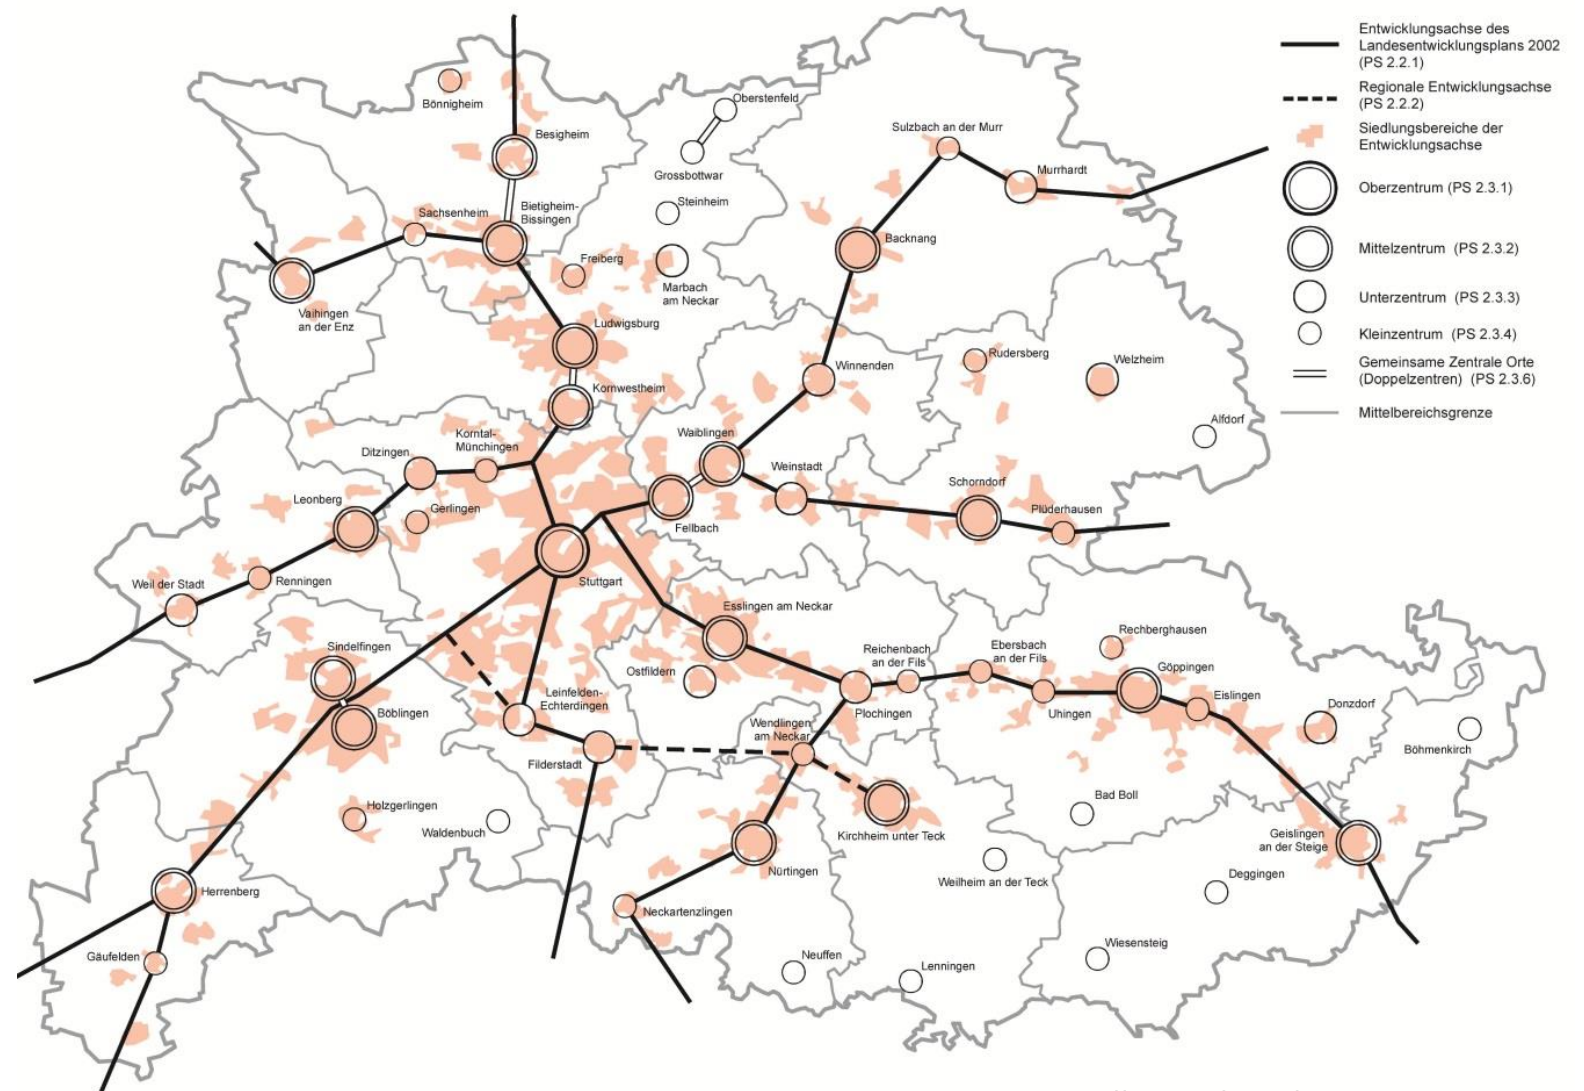 Entwicklungsachse des
Landesentwicklungsplans 2002
(PS 2.2.1)
Regionale Entwicklungsachse
(PS 2.2.2)
Siedlungsbereiche der
Entwicklungsachse
Oberzentrum (PS 2.3.1)
Mittelzentrum (PS 2.3.2)
Unterzentrum (PS 2.3.3)
Kleinzentrum (PS 2.3.4)
Gemeinsame Zentrale Orte
(Doppelzentren) (PS 2.3.6)
Mittelbereichsgrenze
Bönnigheim
Oberstenfeld
Besigheim
Sulzbach an der Murr
Grossbottwar
Murrhardt
Sachsenheim
Bietigheim-
Bissingen
Steinheim
Backnang
Freiberg
Marbach
am Neckar
Vaihingen
an der Enz
Ludwigsburg
Rudersberg
Welzheim
Winnenden
Kornwestheim
Alfdorf
Korntal-
Münchingen
Waiblingen
Ditzingen
Weinstadt
Leonberg
Gerlingen
Schorndorf
Plüderhausen
Fellbach
Weil der Stadt
Renningen
Stuttgart
Esslingen am Neckar
Sindelfingen
Rechberghausen
Reichenbach
an der Fils
Ebersbach
an der Fils
Göppingen
Ostfildern
Leinfelden-
Echterdingen
Eislingen
Donzdorf
Böblingen
Plochingen
Uhingen
Wendlingen
am Neckar
Böhmenkirch
Filderstadt
Holzgerlingen
Waldenbuch
Bad Boll
Kirchheim unter Teck
Geislingen
an der Steige
Nürtingen
Weilheim an der Teck
Deggingen
Herrenberg
Neckartenzlingen
Gäufelden
Neuffen
Lenningen
Wiesensteig